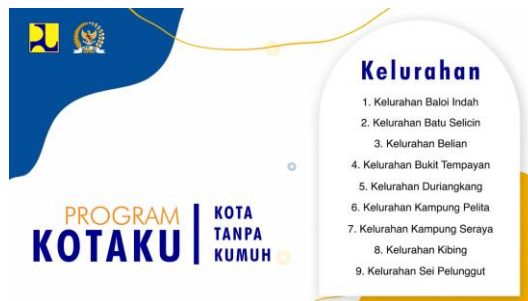 PROGRAM
KOTAKU
KOTA
TANPA
KUMUH
Kelurahan
1. Kelurahan Baloi Indah
2. Kelurahan Batu Selicin
3. Kelurahan Belian
4. Kelurahan Bukit Tempayan
5. Kelurahan Duriangkang
6. Kelurahan Kampung Pelita
7. Kelurahan Kampung Seraya
8. Kelurahan Kibing
9. Kelurahan Sei Pelunggut